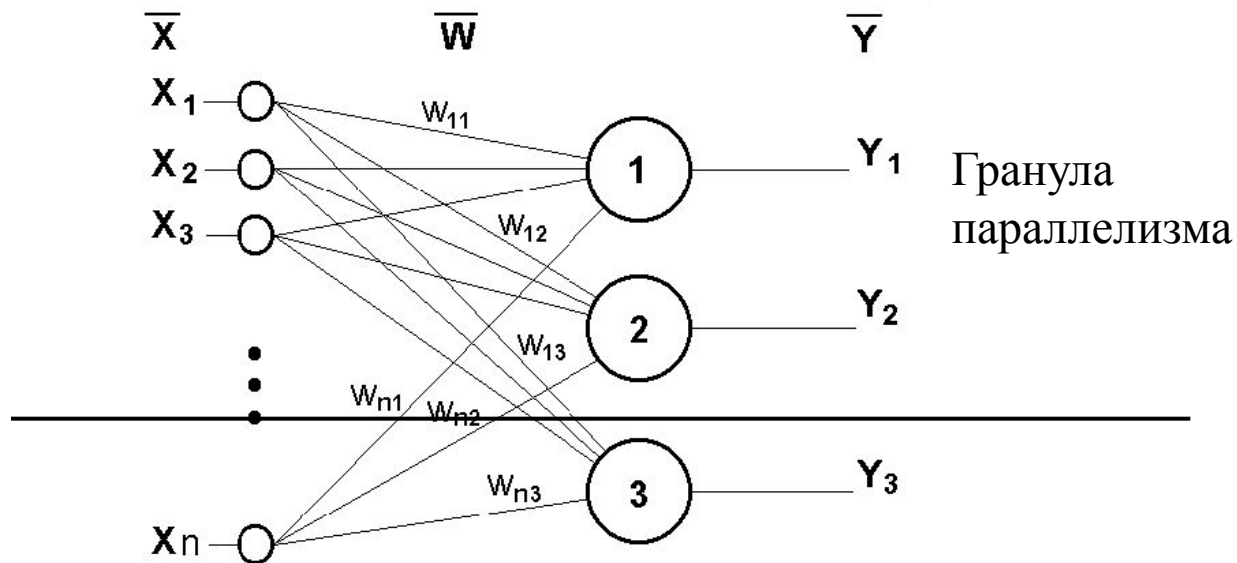 X W Y
X1
W11
X2 1 Y1 Гранула
X3 параллелизма
W12
2 Y2
W13
Wn1
Wn2
3 Y3
Wn3
Xn